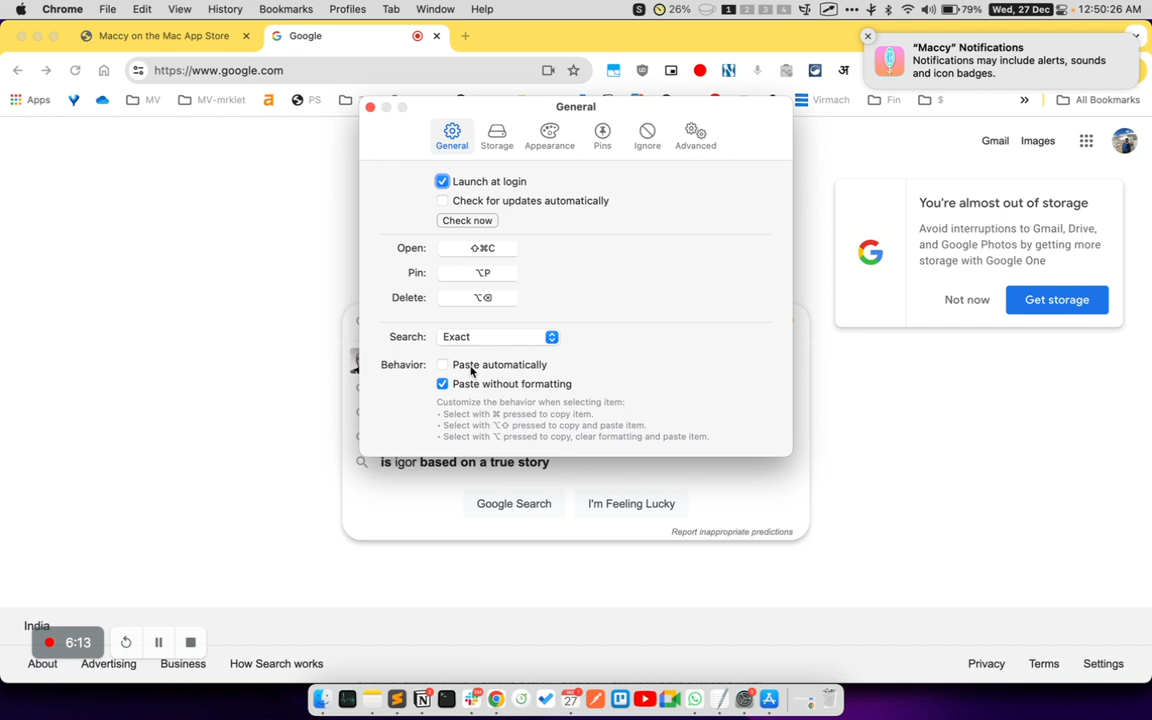 Chrome File Edit View History Bookmarks Profiles Tab Window Help
S 26% 1 2 3 4 79% Wed, 27 Dec 12:50:26 AM
Maccy on the Mac App Store
Google
"Maccy" Notifications
Notifications may include alerts, sounds
and icon badges.
https://www.google.com
Apps MV MV-mrklet PS Virmach Fin $ » All Bookmarks
General
General Storage Appearance Pins Ignore Advanced
Gmail Images
Launch at login
Check for updates automatically
Check now
Open: ⇧⌘C
Pin: ⌥P
Delete: ⌥⌫
Search: Exact
Behavior: Paste automatically
Paste without formatting
Customize the behavior when selecting item:
• Select with ⌘ pressed to copy item.
• Select with ⌥⇧ pressed to copy and paste item.
• Select with ⌥ pressed to copy, clear formatting and paste item.
You're almost out of storage
Avoid interruptions to Gmail, Drive,
and Google Photos by getting more
storage with Google One
Not now Get storage
is igor based on a true story
Google Search I'm Feeling Lucky
Report inappropriate predictions
India
6:13
About Advertising Business How Search works Privacy Terms Settings